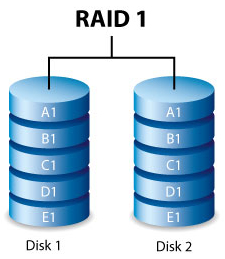 RAID 1
A1 A1
B1 B1
C1 C1
D1 D1
E1 E1
Disk 1 Disk 2